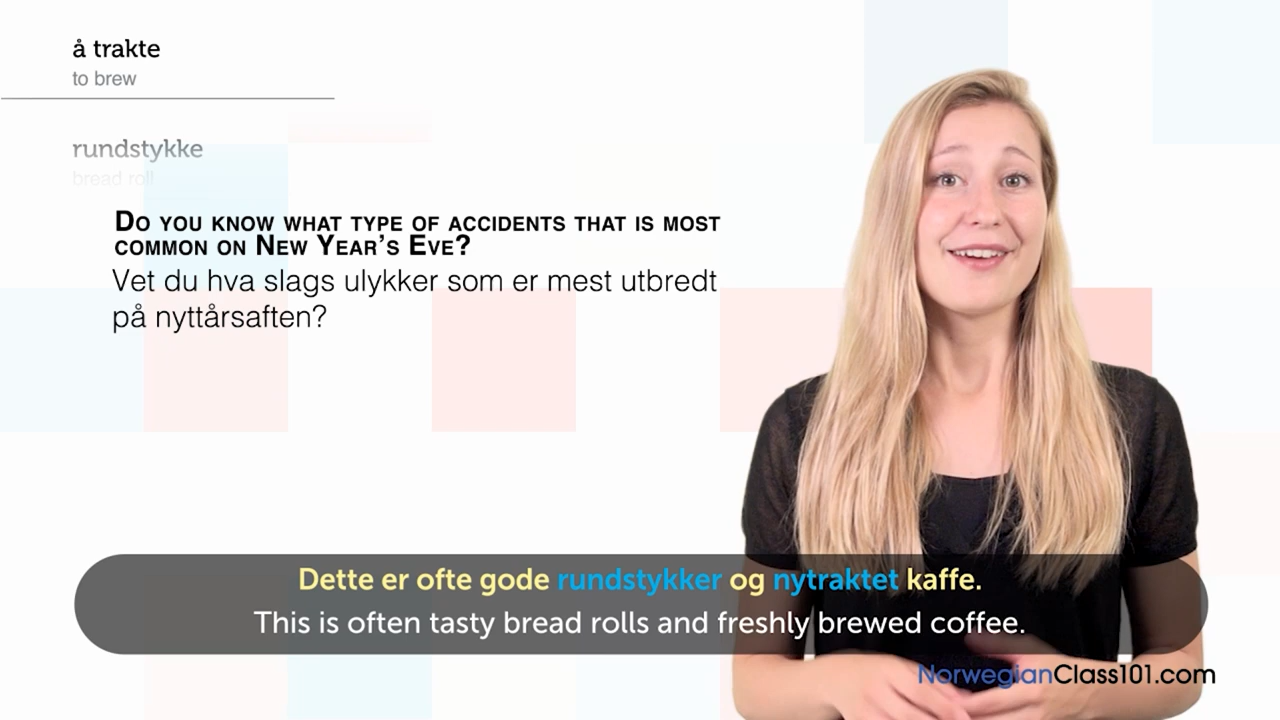 å trakte
to brew
rundstykke
bread roll
Do you know what type of accidents that is most
common on New Year's Eve?
Vet du hva slags ulykker som er mest utbredt
på nyttårsaften?
Dette er ofte gode rundstykker og nytraktet kaffe.
This is often tasty bread rolls and freshly brewed coffee.
NorwegianClass101.com